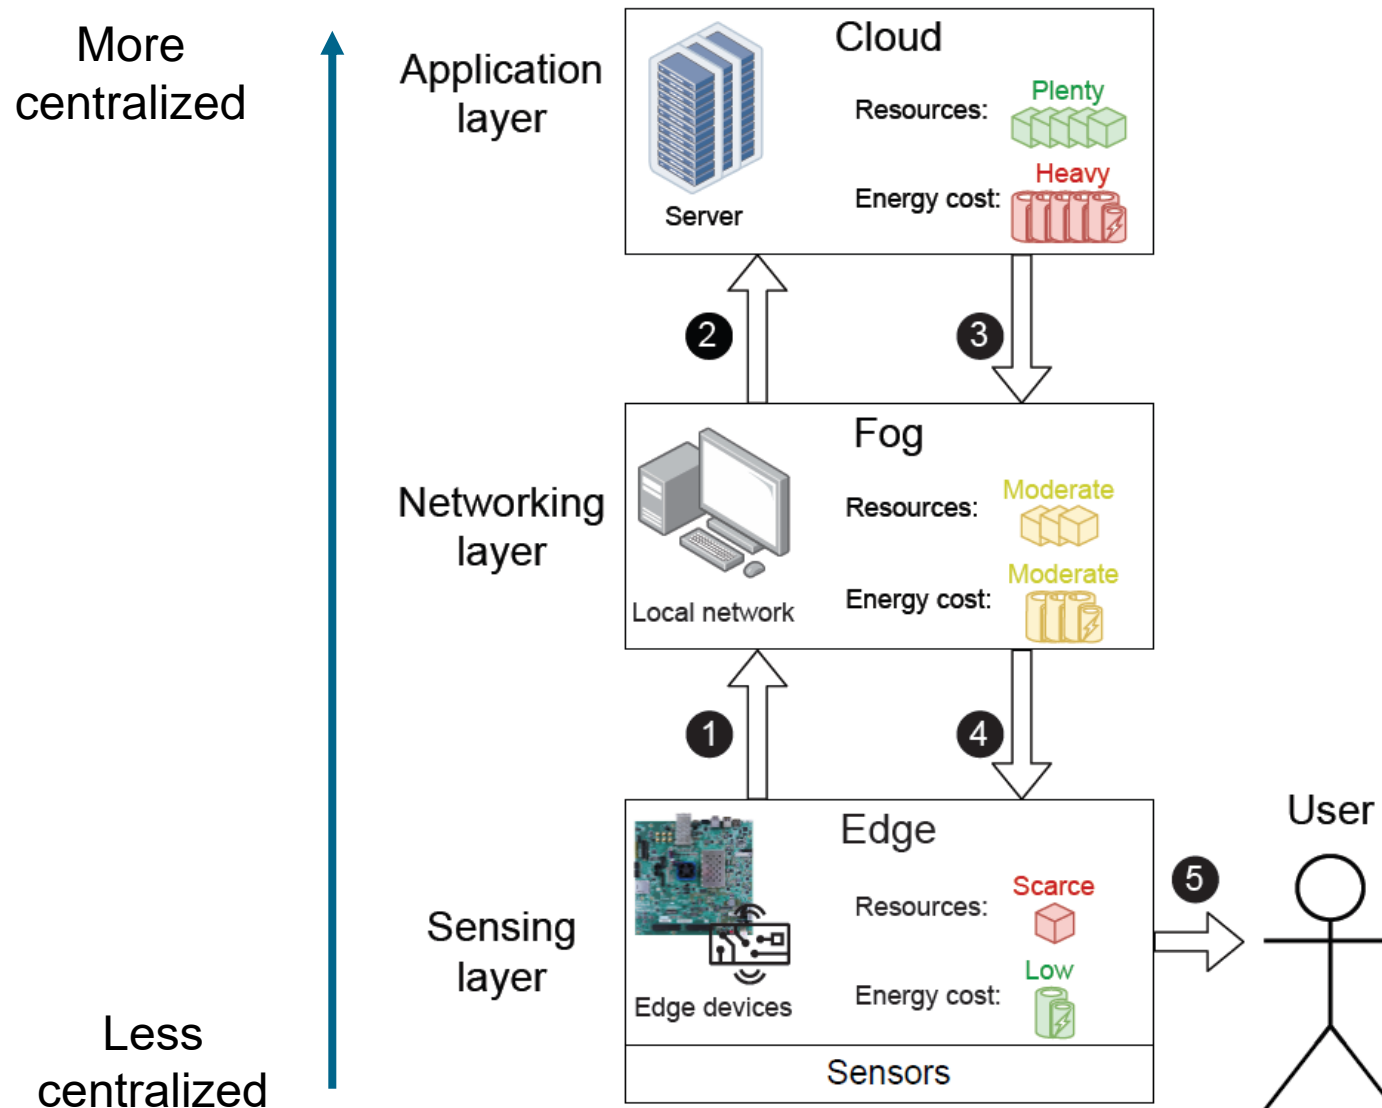 More
centralized
Application
layer
Cloud
Resources:
Plenty
Energy cost:
Heavy
Server
2
3
Networking
layer
Fog
Resources:
Moderate
Energy cost:
Moderate
Local network
1
4
Sensing
layer
Edge
Resources:
Scarce
Energy cost:
Low
Edge devices
Sensors
5
User
Less
centralized